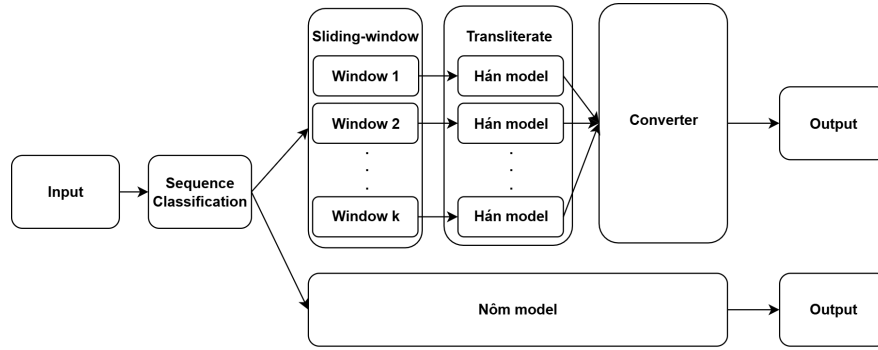 Sliding-window
Transliterate
Window 1
Hán model
Window 2
Hán model
Converter
Output
.
.
.
.
.
.
Input
Sequence
Classification
Window k
Hán model
Nôm model
Output